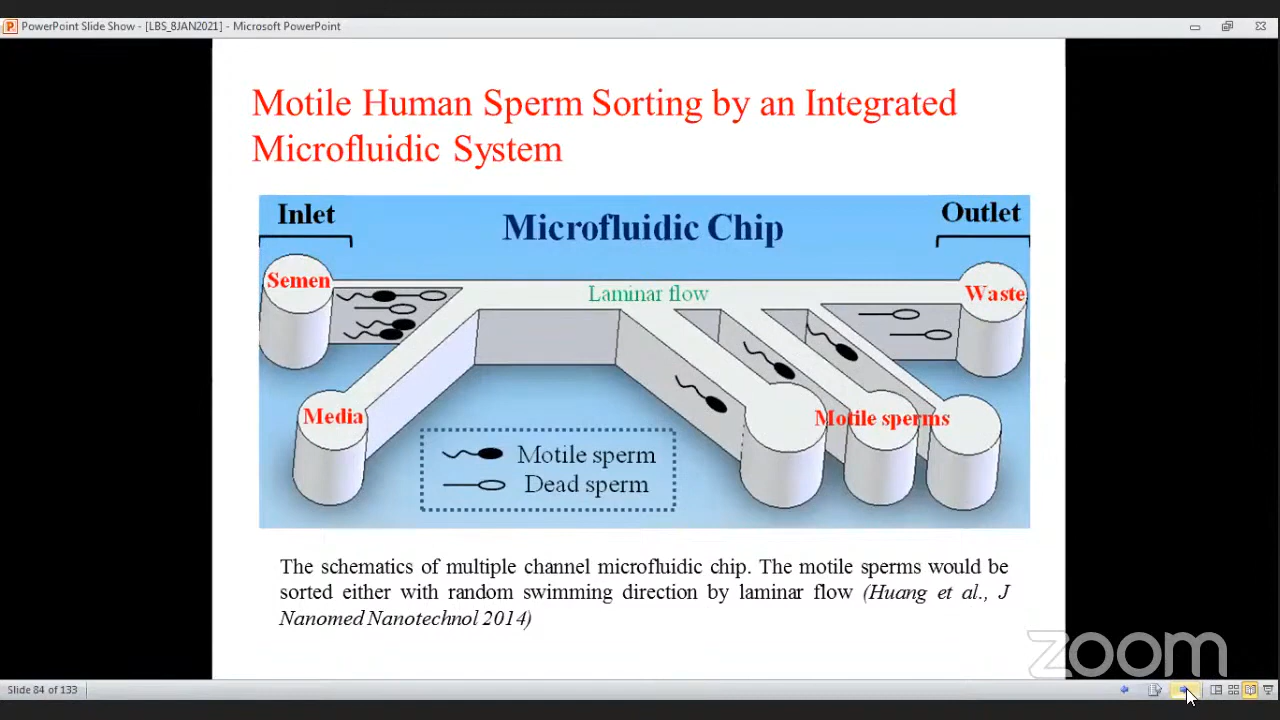 PowerPoint Slide Show - [LBS_8JAN2021] - Microsoft PowerPoint
Motile Human Sperm Sorting by an Integrated
Microfluidic System
Inlet
Microfluidic Chip
Outlet
Semen
Laminar flow
Waste
Media
Motile sperms
Motile sperm
Dead sperm
The schematics of multiple channel microfluidic chip. The motile sperms would be
sorted either with random swimming direction by laminar flow (Huang et al., J
Nanomed Nanotechnol 2014)
zoom
Slide 84 of 133